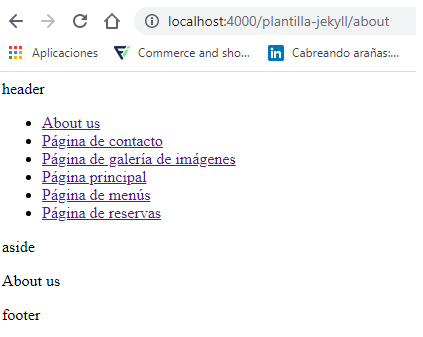 localhost:4000/plantilla-jekyll/about
Aplicaciones Commerce and sho... in Cabreando arañas:...
header
About us
Página de contacto
Página de galería de imágenes
Página principal
Página de menús
Página de reservas
aside
About us
footer